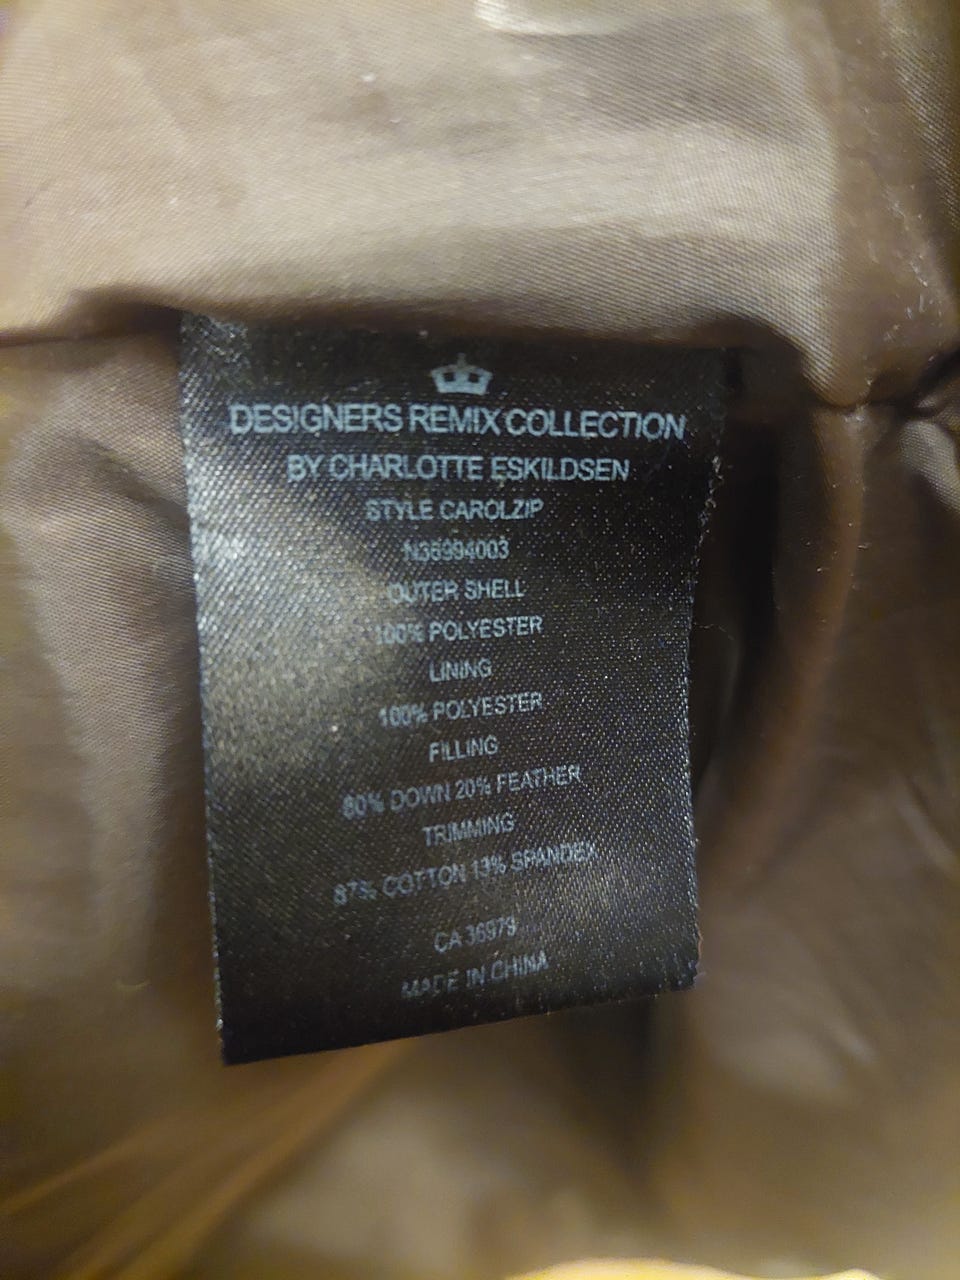 DESIGNERS REMIX COLLECTION
BY CHARLOTTE ESKILDSEN
STYLE CAROLZIP
N36994003
OUTER SHELL
100% POLYESTER
LINING
100% POLYESTER
FILLING
80% DOWN 20% FEATHER
TRIMMING
87% COTTON 13% SPANDEX
CA 36979
MADE IN CHINA